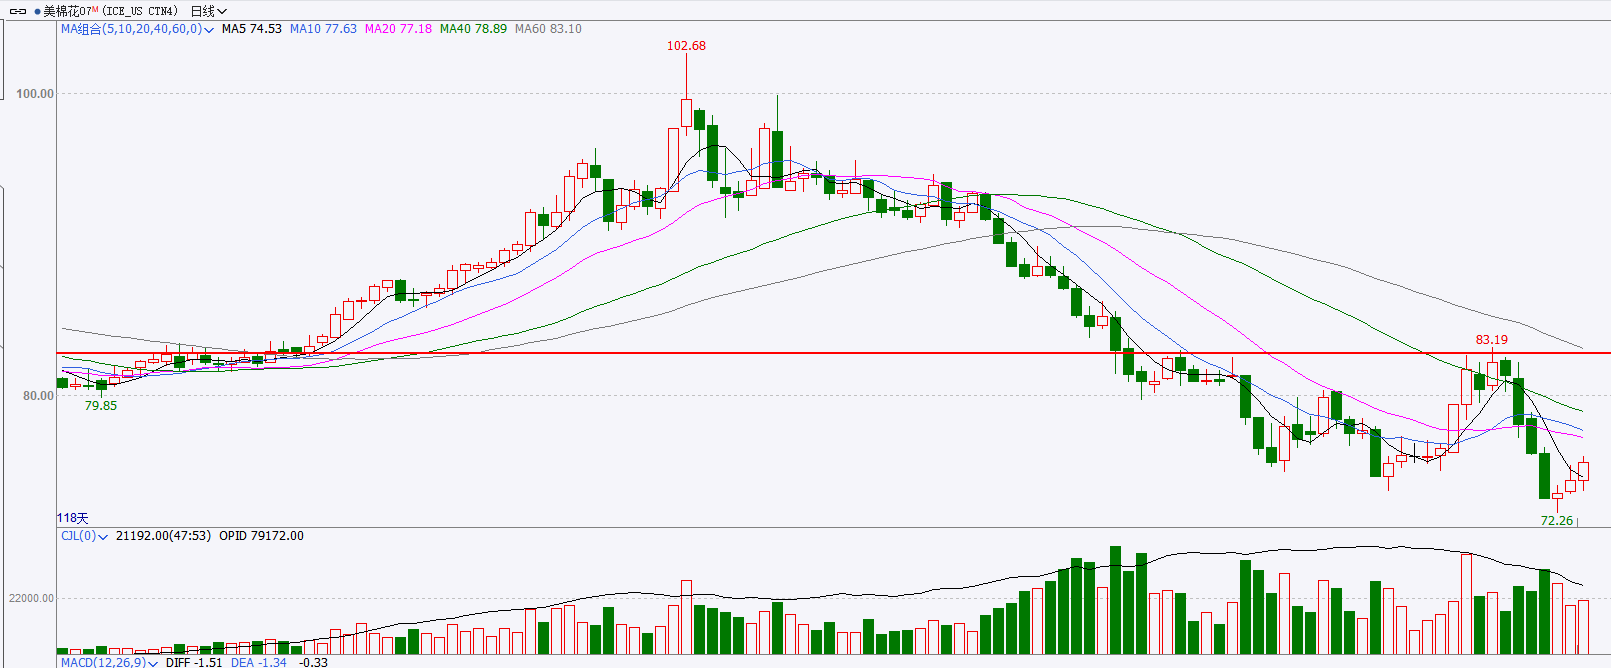 美棉花07M (ICE_US CTN4) 日线
MA组合(5,10,20,40,60,0) MA5 74.53 MA10 77.63 MA20 77.18 MA40 78.89 MA60 83.10
102.68
100.00
83.19
80.00
79.85
72.26
118天
CJL(0) 21192.00(47:53) OPID 79172.00
22000.00
MACD(12,26,9) DIFF -1.51 DEA -1.34 -0.33